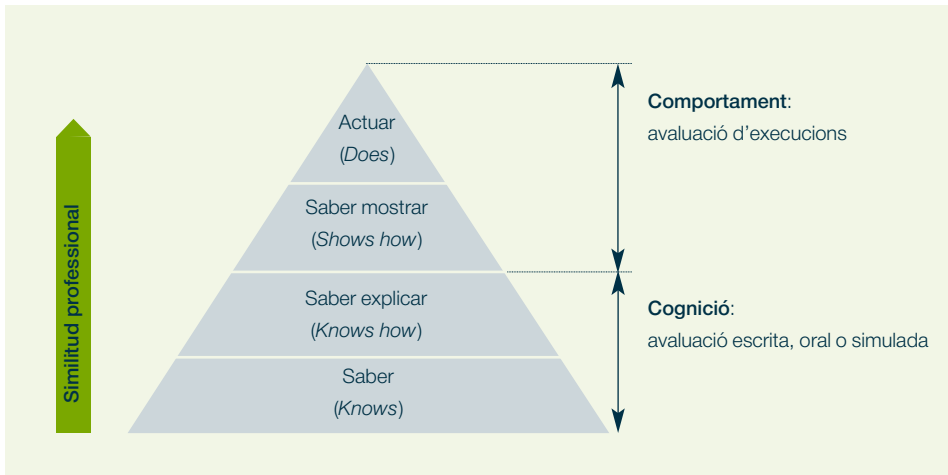 Similitud professional
Actuar
(Does)
Saber mostrar
(Shows how)
Saber explicar
(Knows how)
Saber
(Knows)
Comportament:
avaluació d’execucions
Cognició:
avaluació escrita, oral o simulada